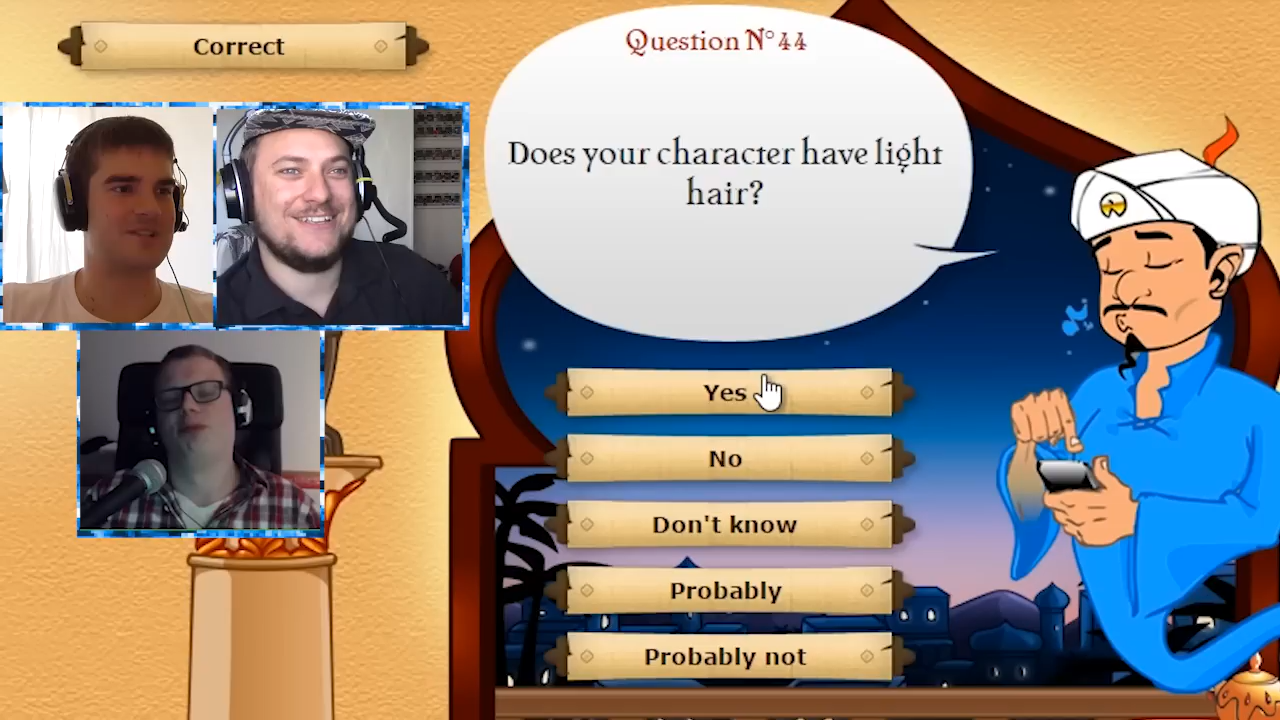 Correct
Question N°44
Does your character have light
hair?
Yes
No
Don't know
Probably
Probably not